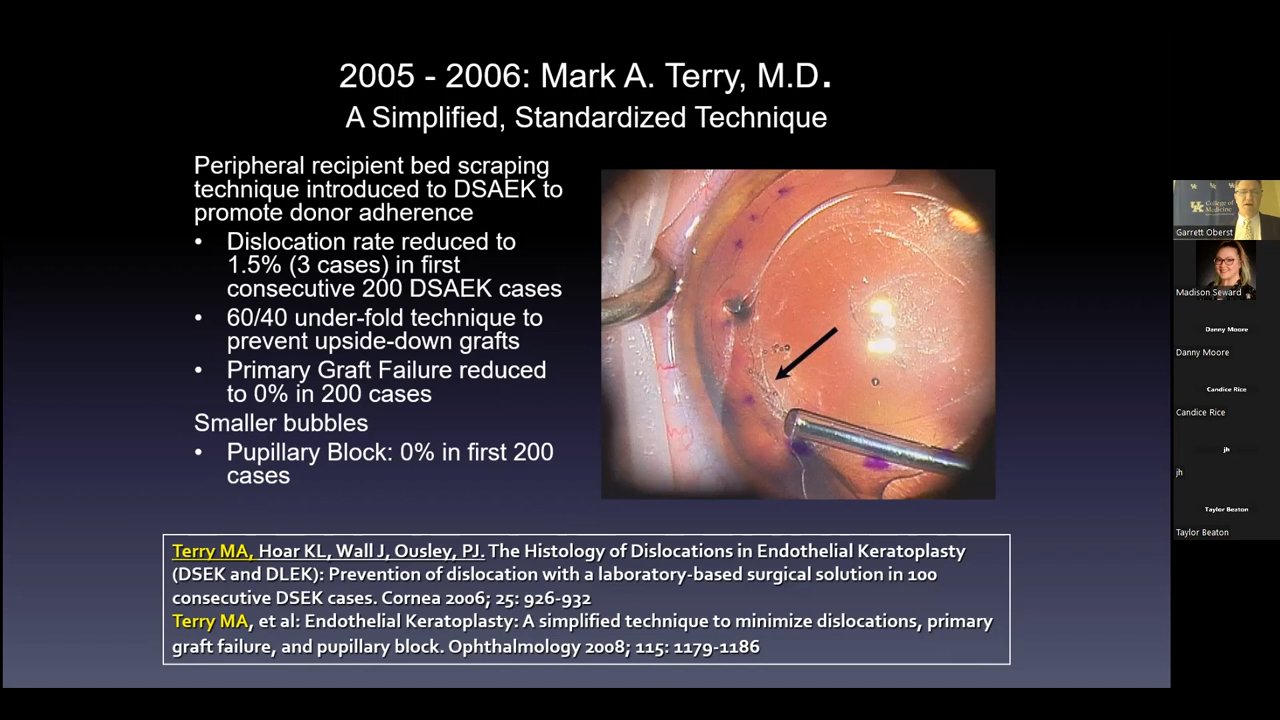 2005 - 2006: Mark A. Terry, M.D.
A Simplified, Standardized Technique
Peripheral recipient bed scraping
technique introduced to DSAEK to
promote donor adherence
• Dislocation rate reduced to
1.5% (3 cases) in first
consecutive 200 DSAEK cases
• 60/40 under-fold technique to
prevent upside-down grafts
• Primary Graft Failure reduced
to 0% in 200 cases
Smaller bubbles
• Pupillary Block: 0% in first 200
cases
Terry MA, Hoar KL, Wall J, Ousley, PJ. The Histology of Dislocations in Endothelial Keratoplasty
(DSEK and DLEK): Prevention of dislocation with a laboratory-based surgical solution in 100
consecutive DSEK cases. Cornea 2006; 25: 926-932
Terry MA, et al: Endothelial Keratoplasty: A simplified technique to minimize dislocations, primary
graft failure, and pupillary block. Ophthalmology 2008; 115: 1179-1186
UK College of
Medicine
Garrett Oberst
Madison Seward
Danny Moore
Danny Moore
Candice Rice
Candice Rice
jh
jh
Taylor Beaton
Taylor Beaton